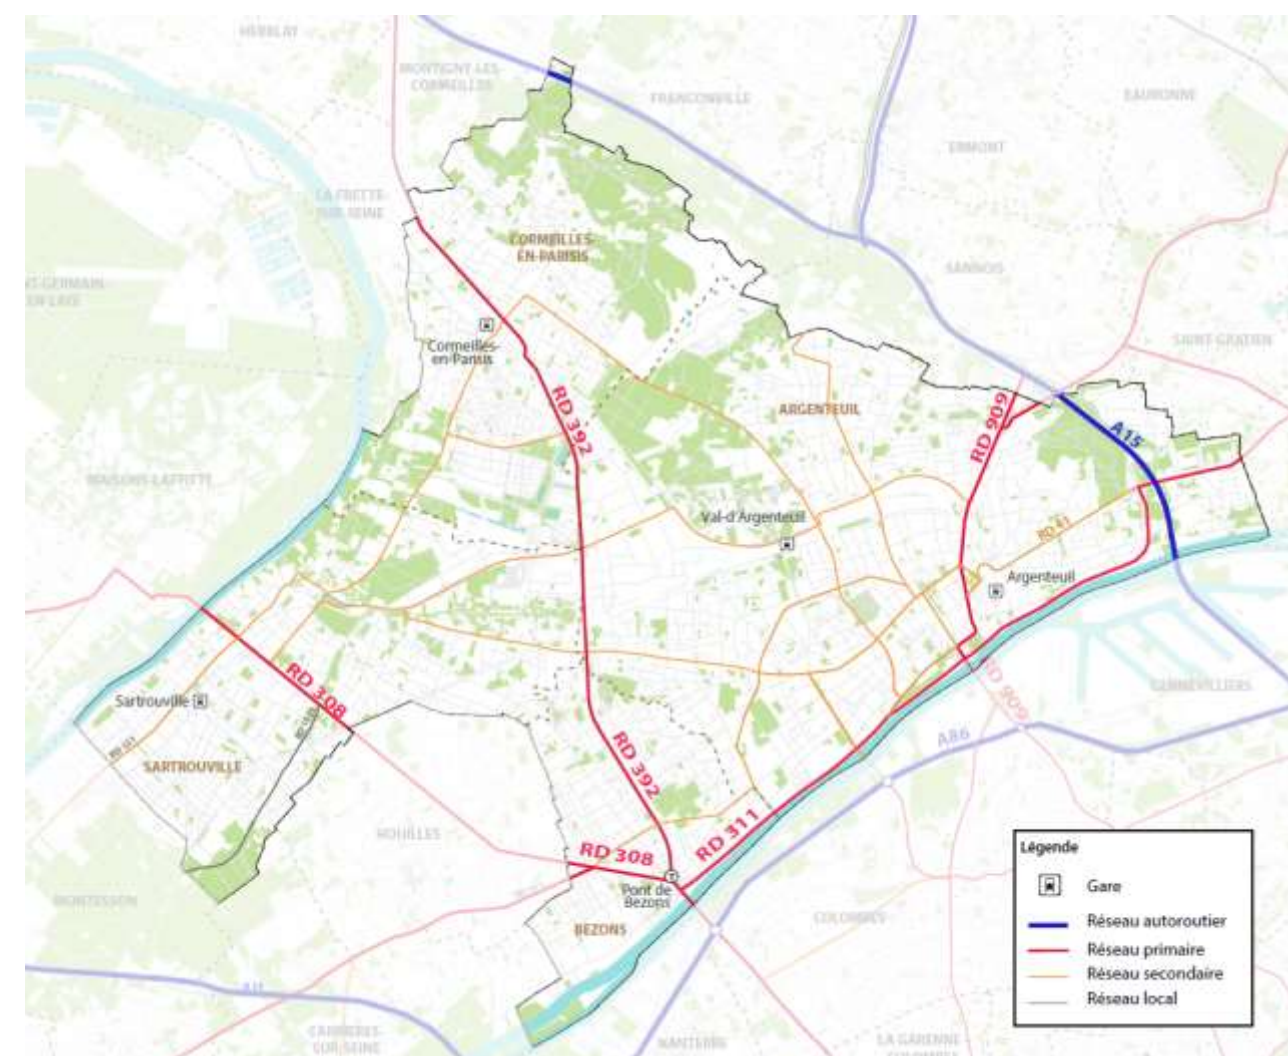 HERBLAY
MONTIGNY-LES-
CORMEILLES
FRANCONVILLE
EAUBONNE
ERMONT
LA FRETTE-
SUR-SEINE
CORMEILLES-
EN-PARISIS
SANNOIS
NT-GERMAIN-
EN LAYE
Cormeilles-
en-Parisis
SAINT-GRATIEN
RD 392
ARGENTEUIL
RD 909
A15
MAISONS-LAFFITTE
Val-d'Argenteuil
RD 41
Argenteuil
RD 308
Sartrouville
RD 909
GENNEVILLIERS
SARTROUVILLE
RD 392
A86
HOUILLES
RD 311
RD 308
Pont de
Bezons
MONTESSON
BEZONS
COLOMBES
CARRIERES-
SUR-SEINE
NANTERRE
LA GARENNE-
COLOMBES
Légende
Gare
Réseau autoroutier
Réseau primaire
Réseau secondaire
Réseau local